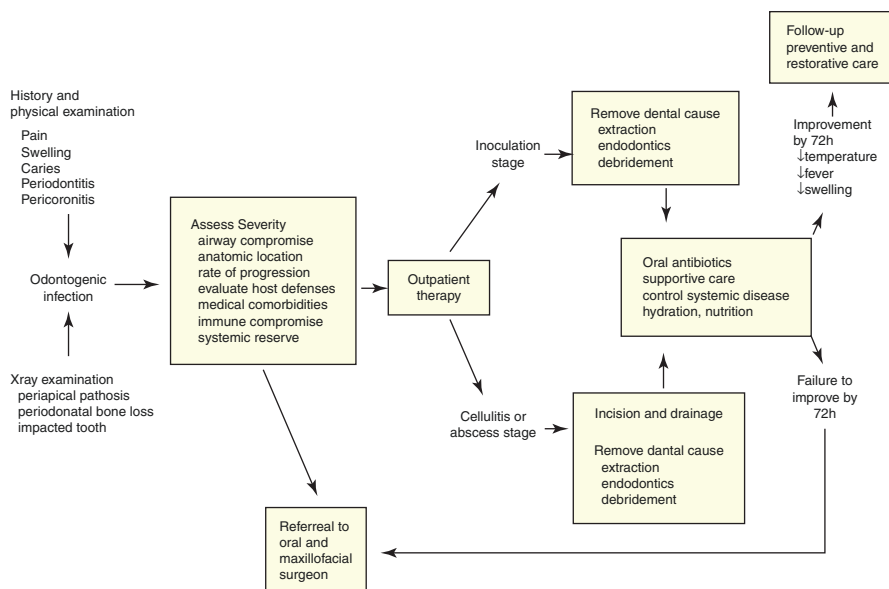 History and
physical examination
Pain
Swelling
Caries
Periodontitis
Pericoronitis
Odontogenic
infection
Xray examination
periapical pathosis
periodonatal bone loss
impacted tooth
Assess Severity
airway compromise
anatomic location
rate of progression
evaluate host defenses
medical comorbidities
immune compromise
systemic reserve
Outpatient
therapy
Inoculation
stage
Remove dental cause
extraction
endodontics
debridement
Cellulitis or
abscess stage
Incision and drainage
Remove dantal cause
extraction
endodontics
debridement
Oral antibiotics
supportive care
control systemic disease
hydration, nutrition
Improvement
by 72h
↓temperature
↓fever
↓swelling
Follow-up
preventive and
restorative care
Failure to
improve by
72h
Referreal to
oral and
maxillofacial
surgeon